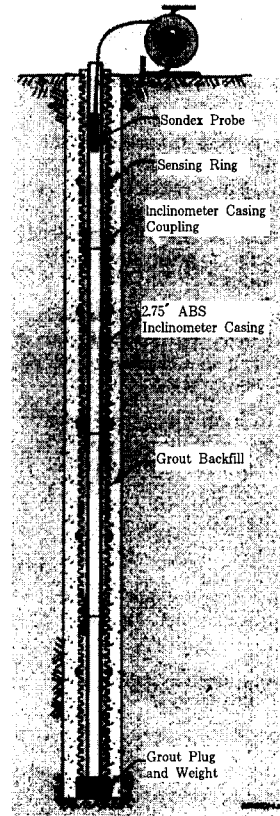 Sondex Probe
Sensing Ring
Inclinometer Casing
Coupling
2.75" ABS
Inclinometer Casing
Grout Backfill
Grout Plug
and Weight